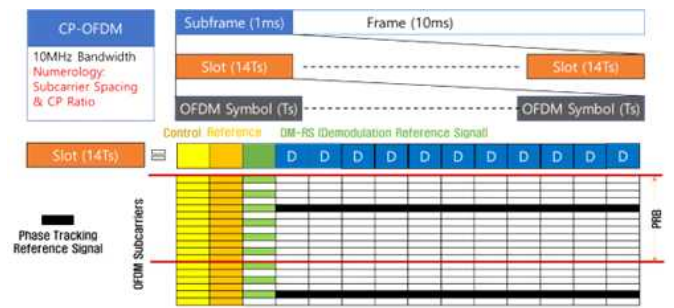 CP-OFDM
10MHz Bandwidth
Numerology:
Subcarrier Spacing
& CP Ratio
Subframe (1ms)
Frame (10ms)
Slot (14Ts)
Slot (14Ts)
OFDM Symbol (Ts)
OFDM Symbol (Ts)
Control Reference DM-RS (Demodulation Reference Signal)
Slot (14Ts)
D D D D D D D D D D D
Phase Tracking
Reference Signal
OFDM Subcarriers
PRB